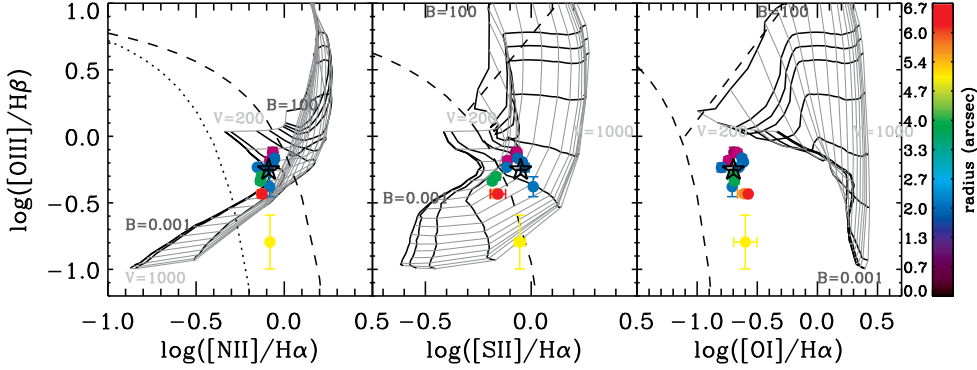 log([OIII]/Hβ)
1.0
0.5
0.0
−0.5
−1.0
B=100
V=200
B=0.001
V=1000
−1.0 −0.5 0.0 0.5
log([NII]/Hα)
B=100
V=200
V=1000
B=0.001
−0.5 0.0 0.5
log([SII]/Hα)
B=100
V=200
V=1000
B=0.001
−1.0 −0.5 0.0 0.5
log([OI]/Hα)
6.7
6.0
5.4
4.7
4.0
3.3
2.7
2.0
1.3
0.7
0.0
radius (arcsec)